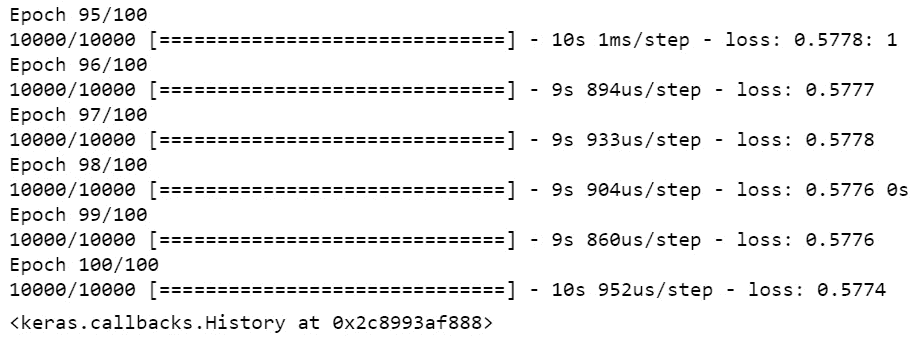 Epoch 95/100
10000/10000 [==============================] - 10s 1ms/step - loss: 0.5778: 1
Epoch 96/100
10000/10000 [==============================] - 9s 894us/step - loss: 0.5777
Epoch 97/100
10000/10000 [==============================] - 9s 933us/step - loss: 0.5778
Epoch 98/100
10000/10000 [==============================] - 9s 904us/step - loss: 0.5776 0s
Epoch 99/100
10000/10000 [==============================] - 9s 860us/step - loss: 0.5776
Epoch 100/100
10000/10000 [==============================] - 10s 952us/step - loss: 0.5774
<keras.callbacks.History at 0x2c8993af888>